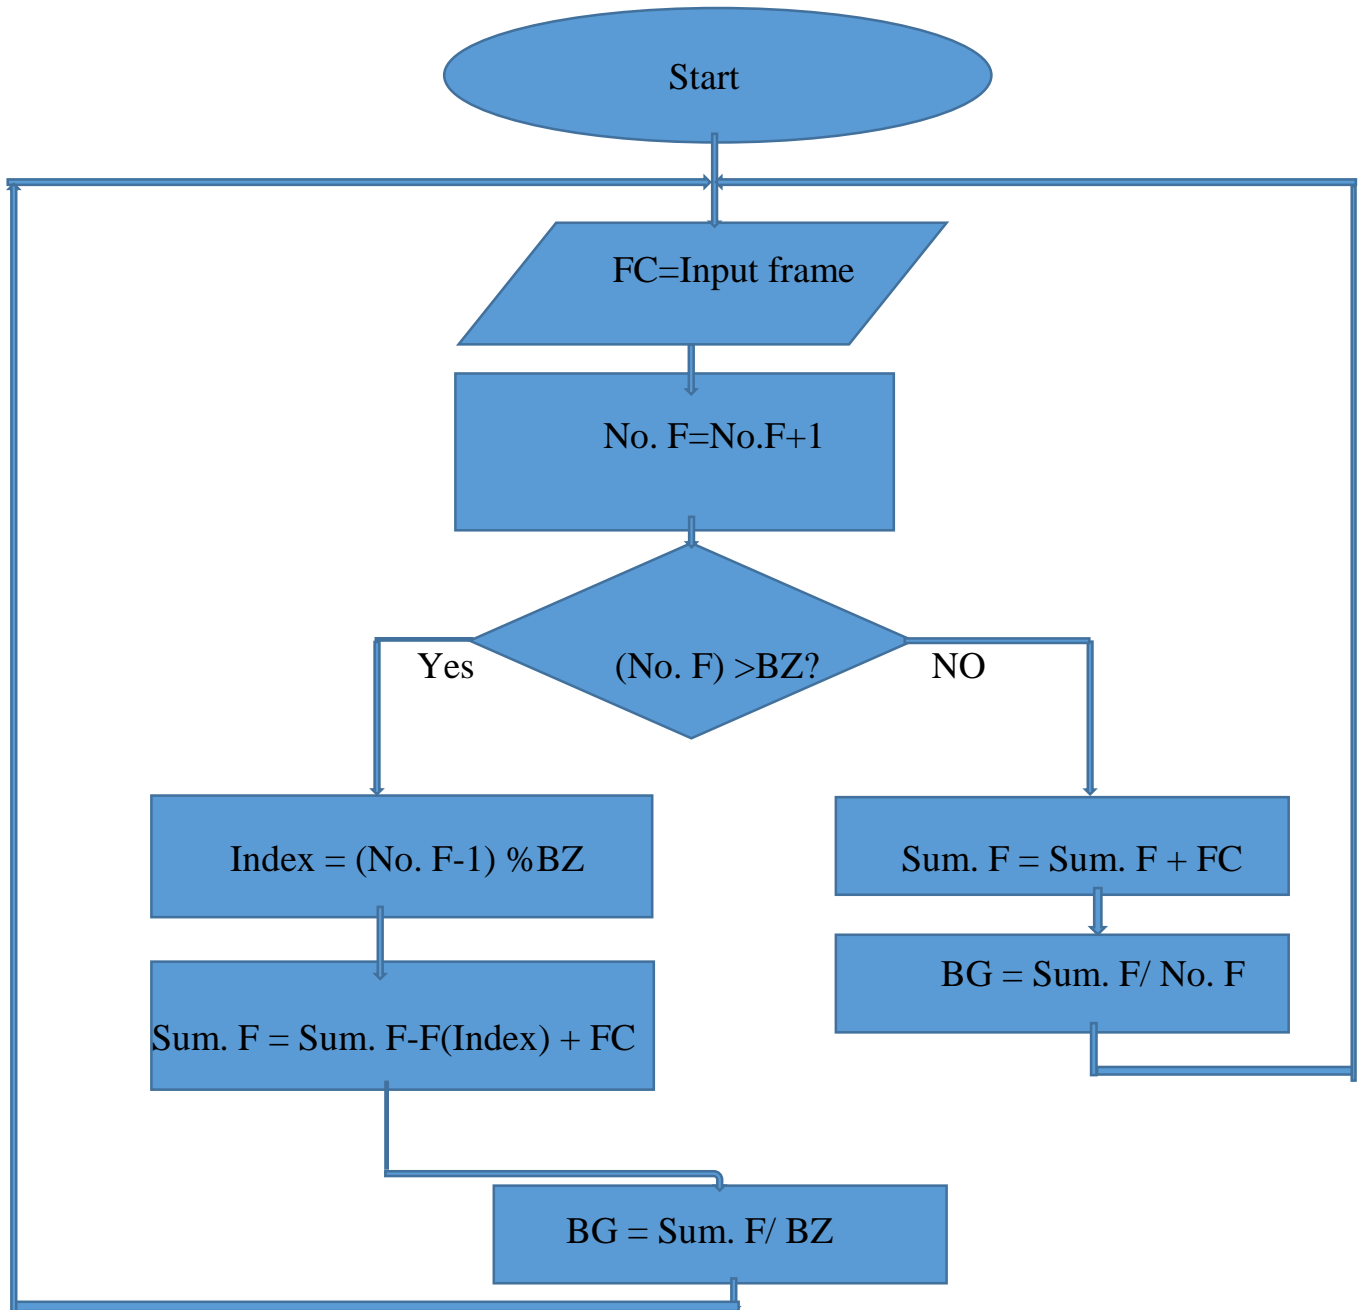 Start
FC=Input frame
No. F=No.F+1
(No. F) >BZ?
Yes
NO
Index = (No. F-1) %BZ
Sum. F = Sum. F-F(Index) + FC
BG = Sum. F/ BZ
Sum. F = Sum. F + FC
BG = Sum. F/ No. F